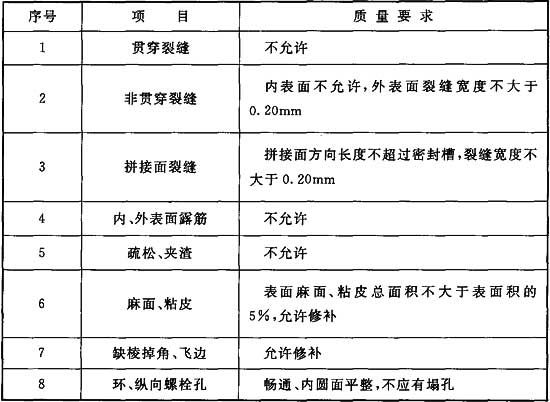 序号 项 目 质量要求
1 贯穿裂缝 不允许
2 非贯穿裂缝 内表面不允许,外表面裂缝宽度不大于
0.20mm
3 拼接面裂缝 拼接面方向长度不超过密封槽,裂缝宽度不
大于0.20mm
4 内、外表面露筋 不允许
5 疏松、夹渣 不允许
6 麻面、粘皮 表面麻面、粘皮总面积不大于表面积的
5%,允许修补
7 缺棱掉角、飞边 允许修补
8 环、纵向螺栓孔 畅通、内圆面平整,不应有塌孔